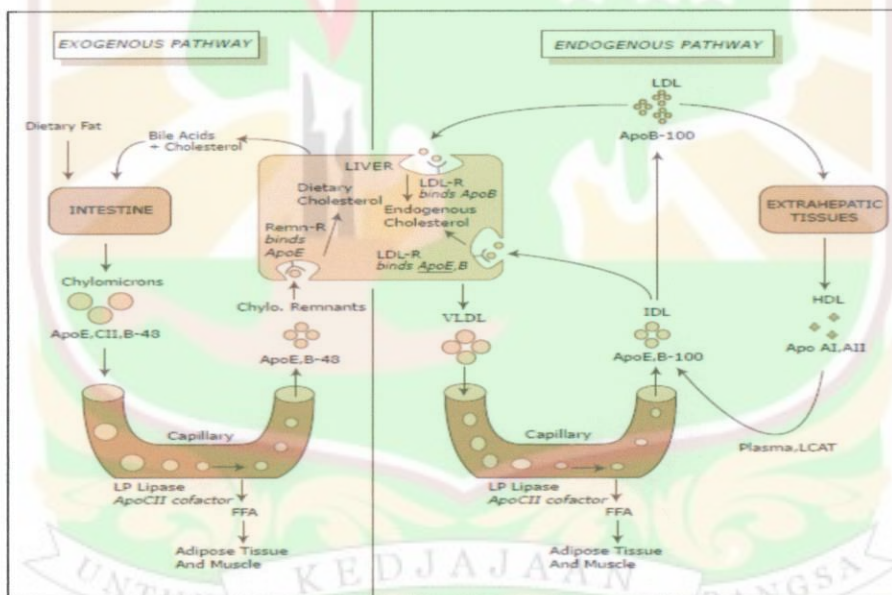 EXOGENOUS PATHWAY
Dietary Fat
Bile Acids
+ Cholesterol
INTESTINE
Chylomicrons
ApoE,CII,B-48
Capillary
LP Lipase
ApoCII cofactor
FFA
Adipose Tissue
And Muscle
Chylo. Remnants
ApoE,B-48
LIVER
Dietary
Cholesterol
Remn-R
binds
ApoE
LDL-R
binds ApoB
Endogenous
Cholesterol
LDL-R
binds ApoE,B
ENDOGENOUS PATHWAY
LDL
ApoB-100
EXTRAHEPATIC
TISSUES
HDL
Apo AI,AII
Plasma,LCAT
VLDL
IDL
ApoE,B-100
Capillary
LP Lipase
ApoCII cofactor
FFA
Adipose Tissue
And Muscle
KEDJAJAAN